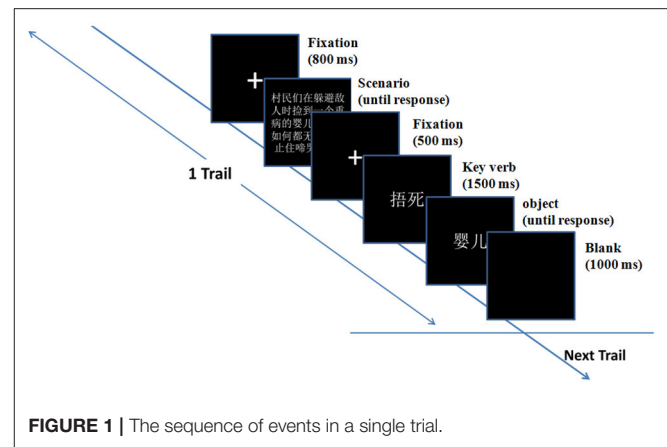 Fixation
(800 ms)
+
Scenario
(until response)
村民们在躲避敌
人时捡到一个重
病的婴儿
如何都无
止住啼哭
Fixation
(500 ms)
+
1 Trail
Key verb
(1500 ms)
捂死
object
(until response)
婴儿
Blank
(1000 ms)
Next Trail
FIGURE 1 | The sequence of events in a single trial.